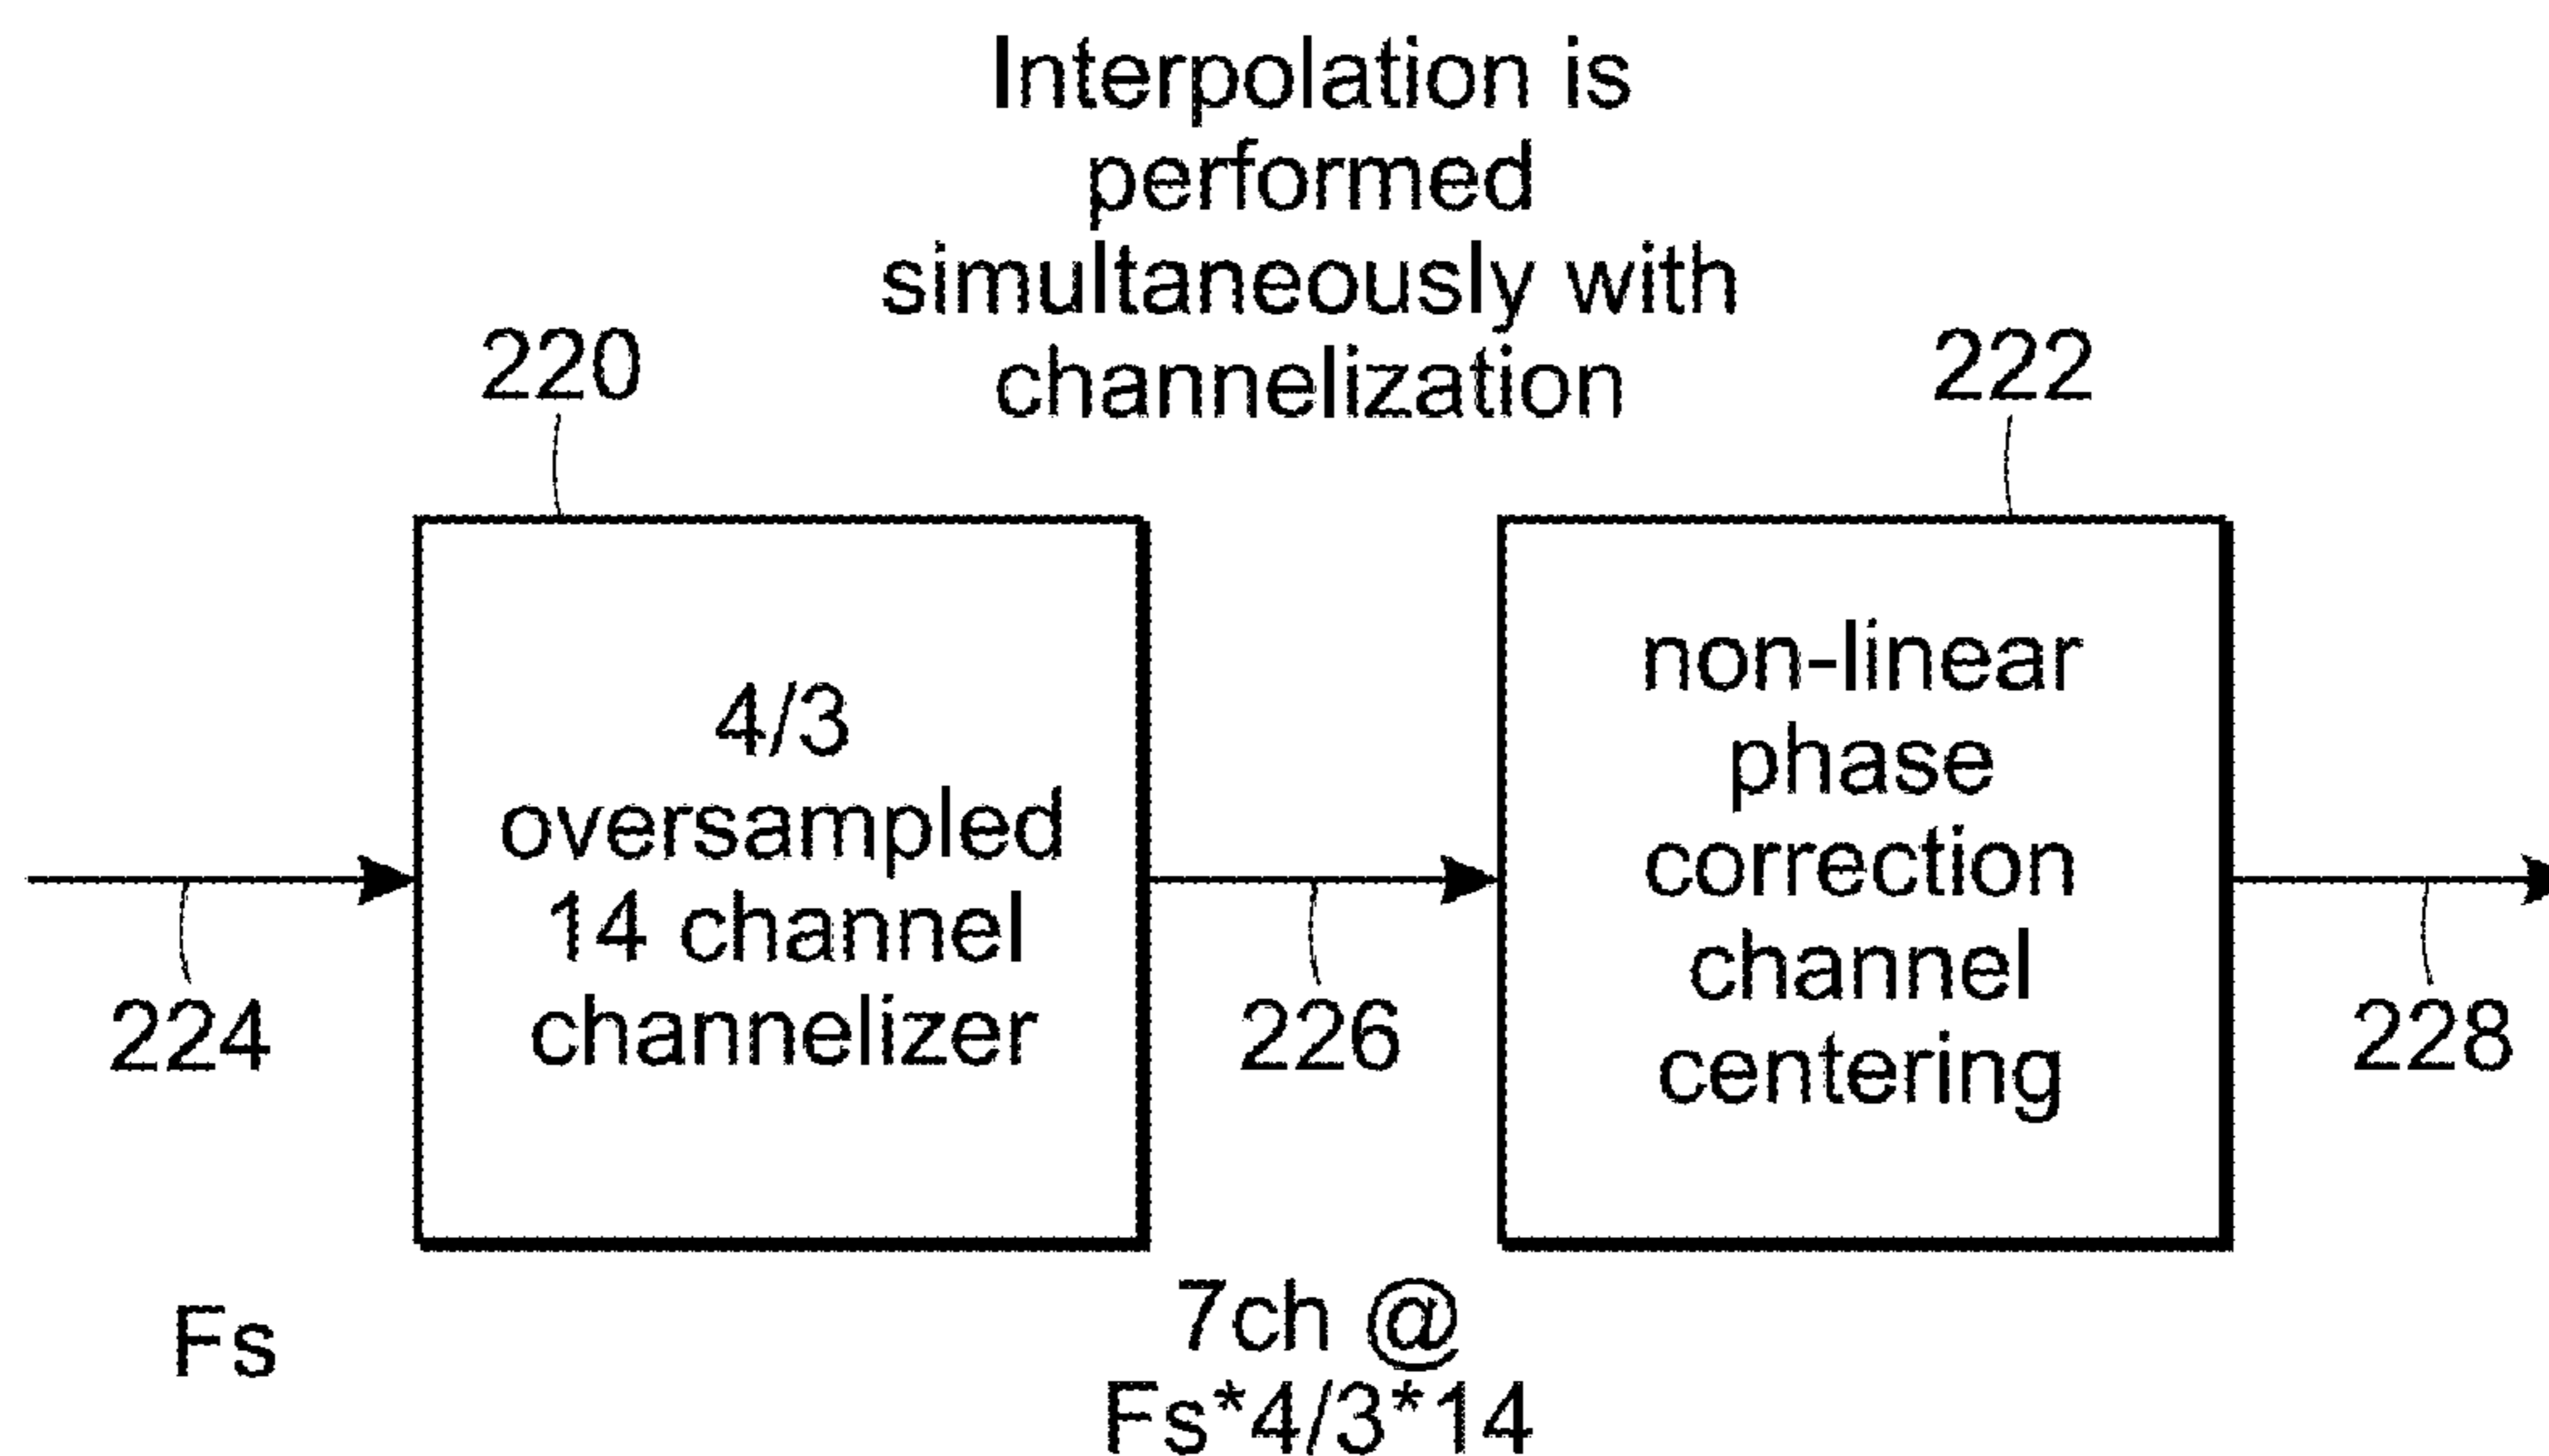 Interpolation is
performed
simultaneously with
channelization
220
222
4/3
oversampled
14 channel
channelizer
non-linear
phase
correction
channel
centering
224
226
228
Fs
7ch @
Fs*4/3*14